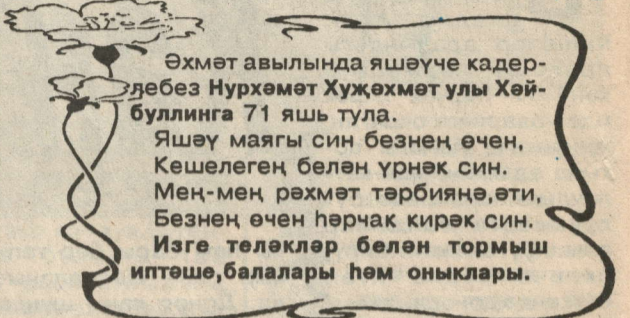 Әхмәт авылында яшәүче кадер-
лебез Нурхәмәт Хуҗәхмәт улы Хәй-
буллинга 71 яшь тула.
Яшәү маягы син безнең өчен,
Кешелегең белән үрнәк син.
Мең-мең рәхмәт тәрбияңә,әти,
Безнең өчен һәрчак кирәк син.
Изге теләкләр белән тормыш
иптәше,балалары һәм оныклары.